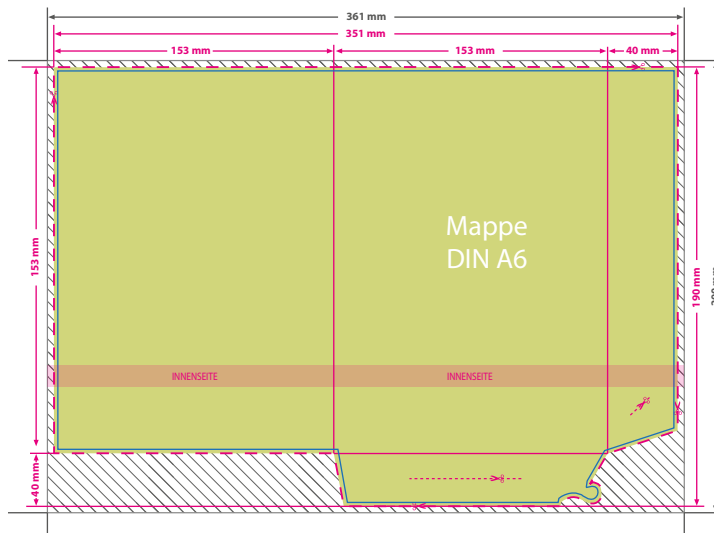 361 mm
351 mm
153 mm
153 mm
40 mm
153 mm
Mappe
DIN A6
190 mm
INNENSEITE
INNENSEITE
40 mm